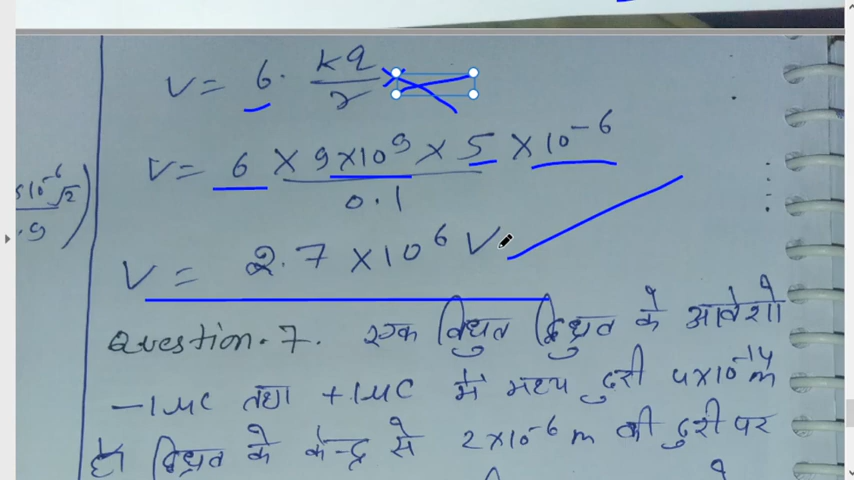 V = 6. kq/r
V = 6 × 9×10⁹ × 5 × 10⁻⁶ / 0.1
V = 2.7 × 10⁶ V
Question.7. एक विधुत द्विध्रुत के आवेशो
-1μC तथा +1μC में मध्य दुरी 4×10⁻¹⁴ m
है विध्रुत के केन्द्र से 2×10⁻⁶ m की दुरी पर